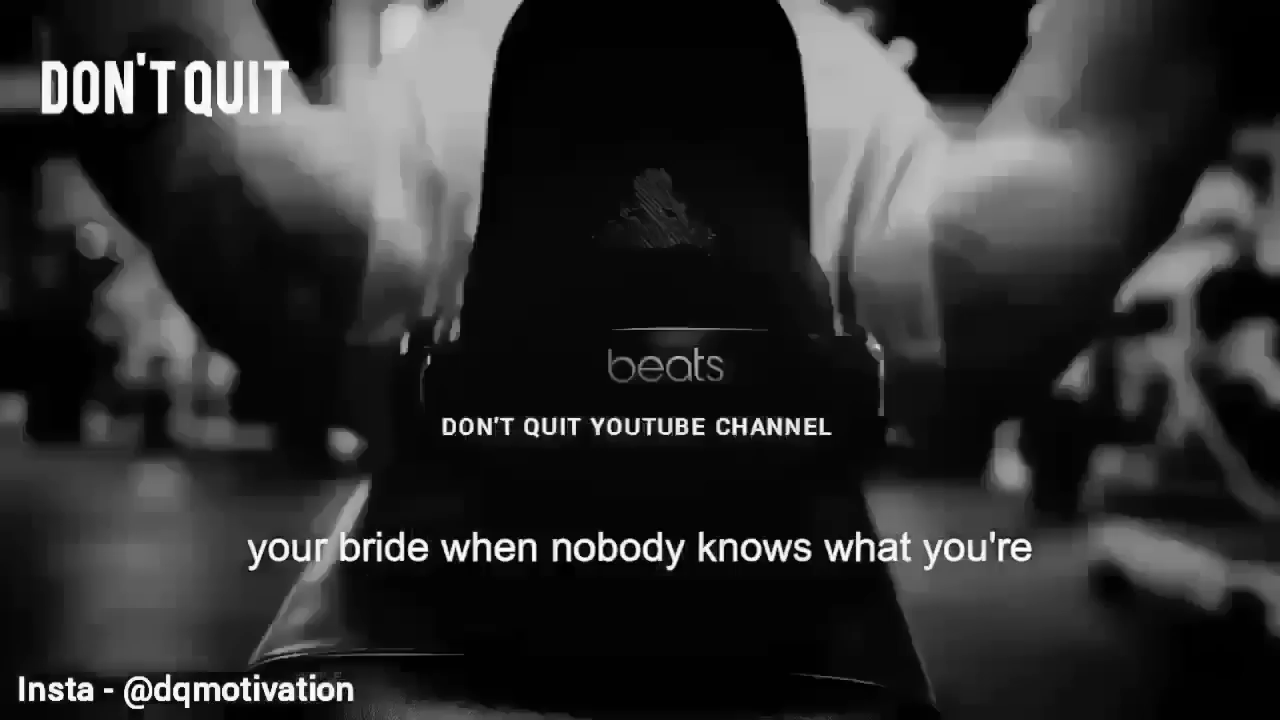 DON'T QUIT
beats
DON'T QUIT YOUTUBE CHANNEL
your bride when nobody knows what you're
Insta - @dqmotivation